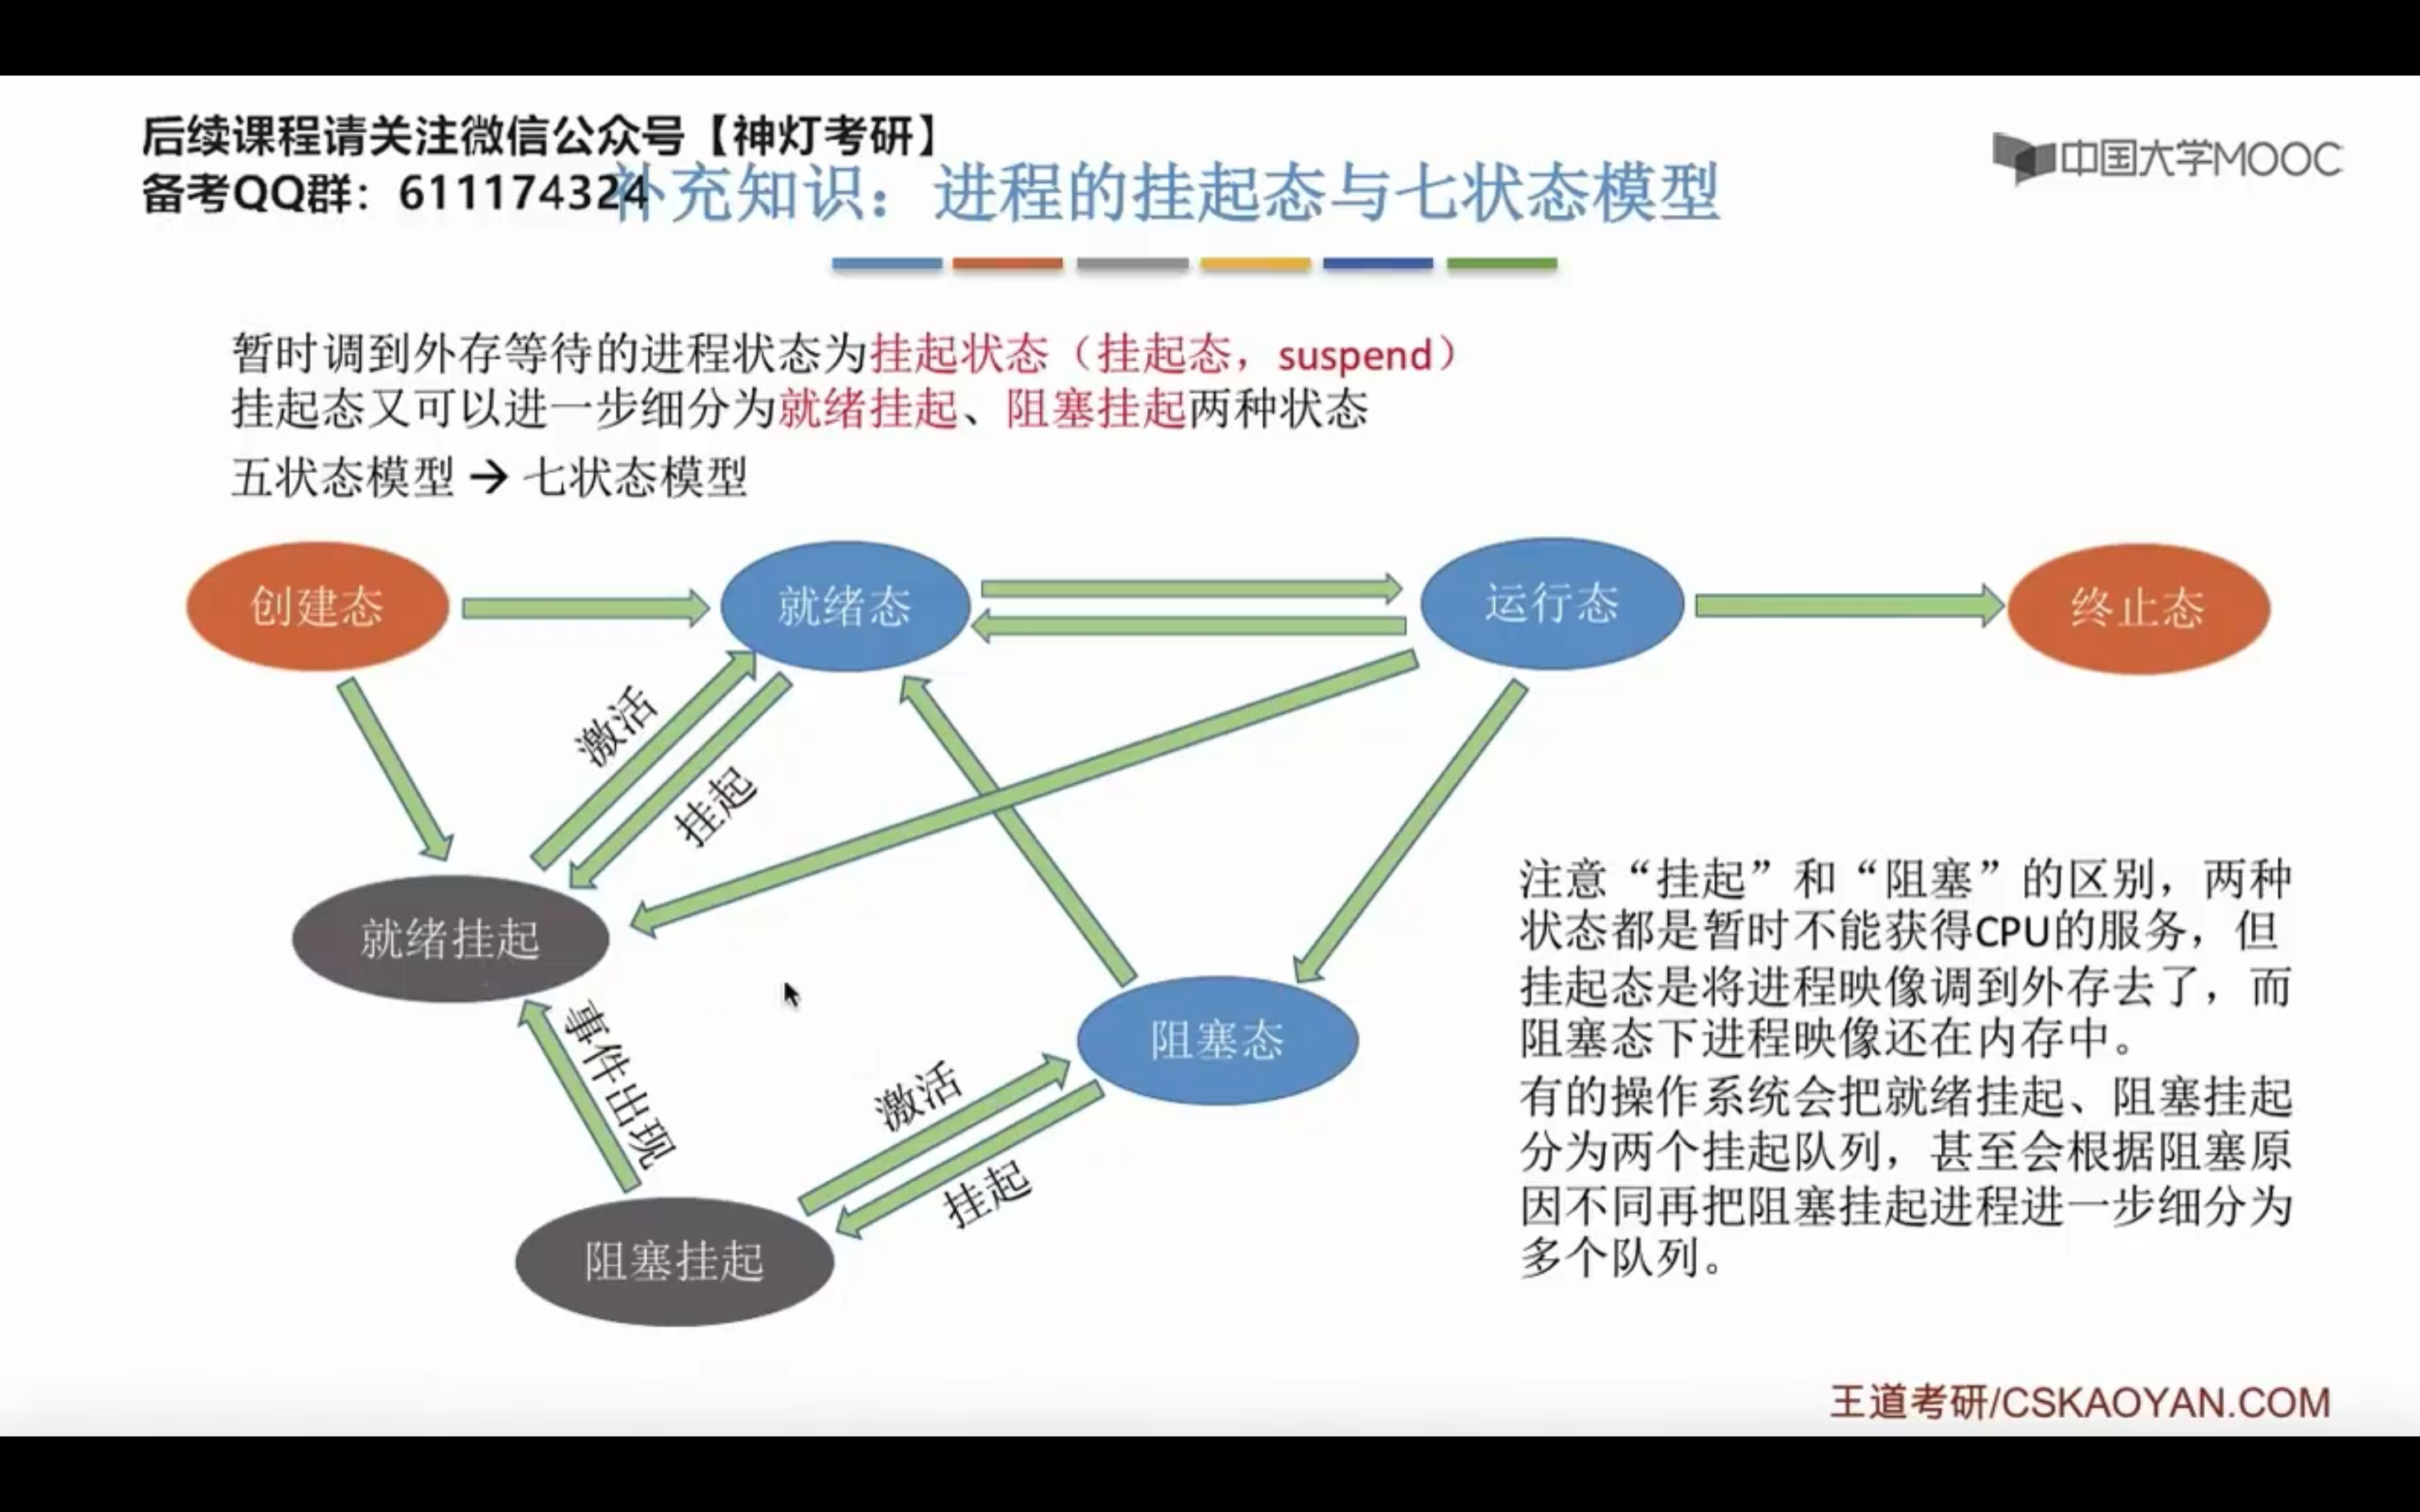 后续课程请关注微信公众号【神灯考研】
备考QQ群：611174324
补充知识：进程的挂起态与七状态模型
中国大学MOOC
暂时调到外存等待的进程状态为挂起状态（挂起态，suspend）
挂起态又可以进一步细分为就绪挂起、阻塞挂起两种状态
五状态模型 → 七状态模型
创建态
就绪态
运行态
终止态
激活
挂起
就绪挂起
事件出现
阻塞态
激活
挂起
阻塞挂起
注意“挂起”和“阻塞”的区别，两种
状态都是暂时不能获得CPU的服务，但
挂起态是将进程映像调到外存去了，而
阻塞态下进程映像还在内存中。
有的操作系统会把就绪挂起、阻塞挂起
分为两个挂起队列，甚至会根据阻塞原
因不同再把阻塞挂起进程进一步细分为
多个队列。
王道考研/CSKAOYAN.COM